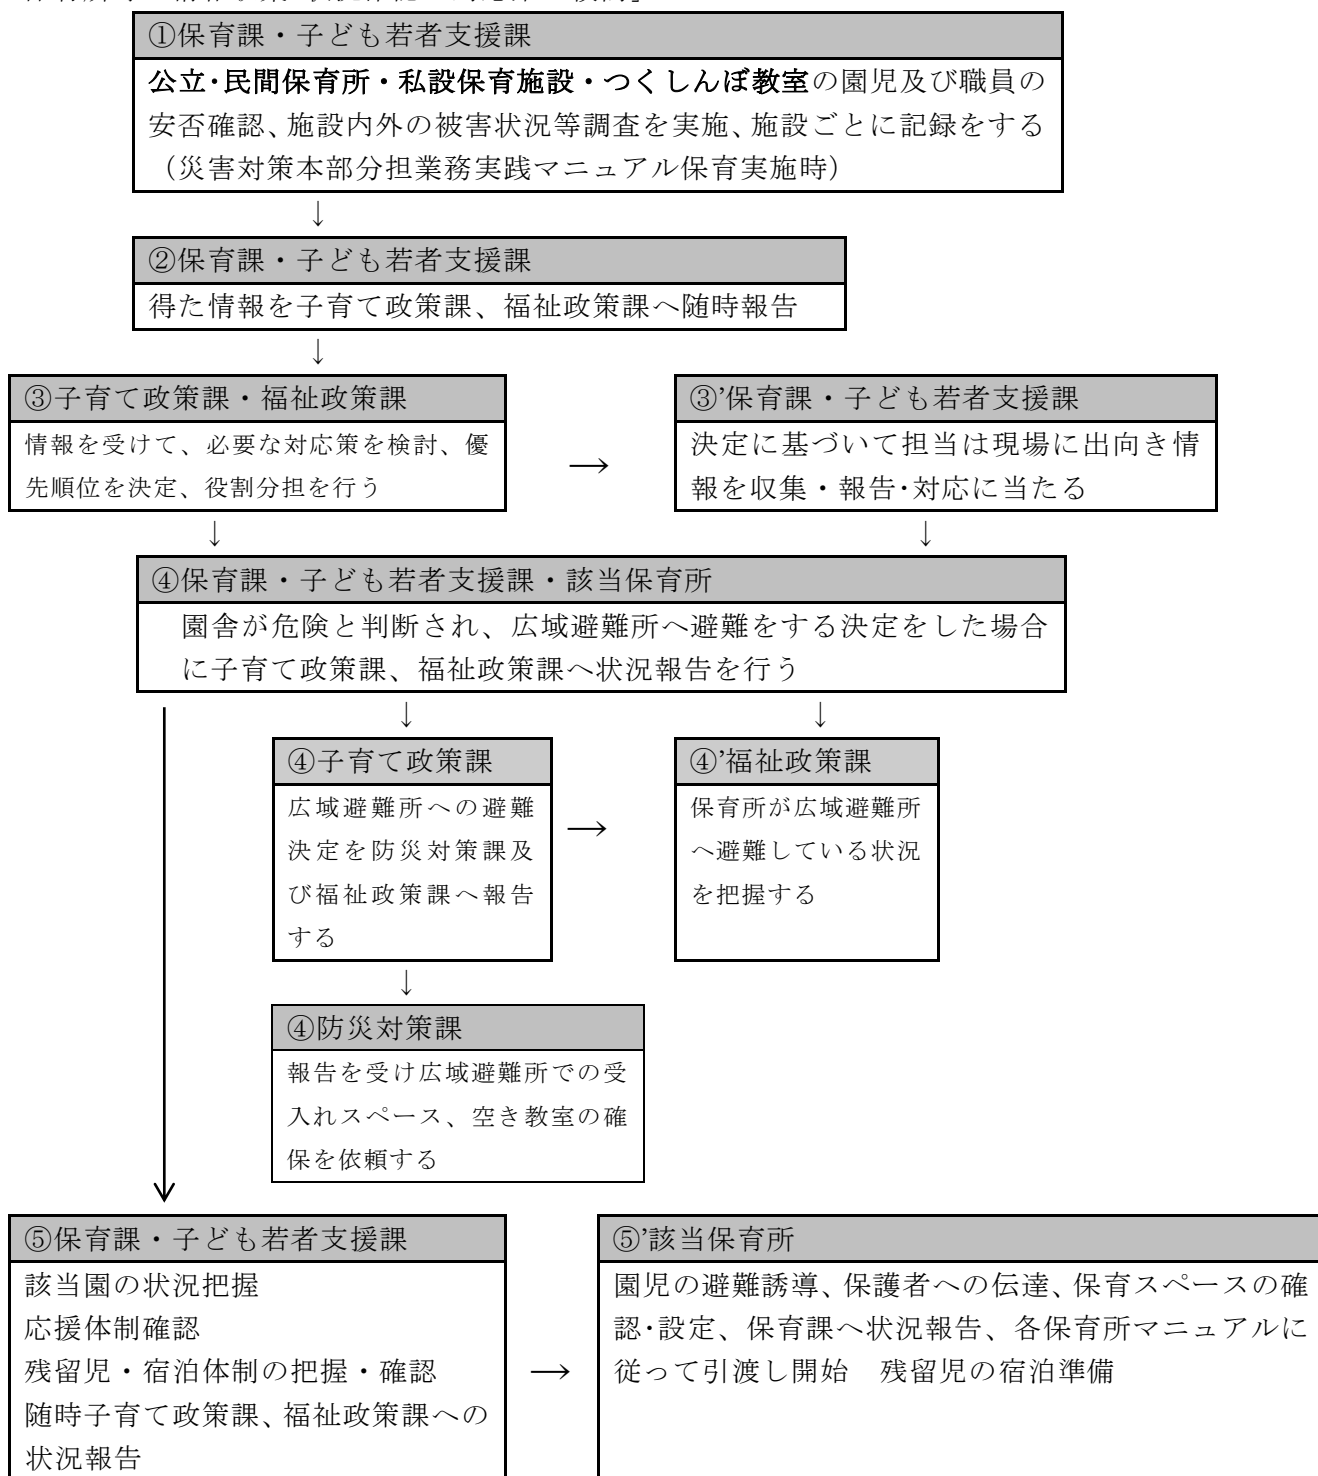 ①保育課・子ども若者支援課
公立・民間保育所・私設保育施設・つくしんぼ教室の園児及び職員の
安否確認、施設内外の被害状況等調査を実施、施設ごとに記録をする
（災害対策本部分担業務実践マニュアル保育実施時）
↓
②保育課・子ども若者支援課
得た情報を子育て政策課、福祉政策課へ随時報告
↓
③子育て政策課・福祉政策課
情報を受けて、必要な対応策を検討、優
先順位を決定、役割分担を行う
→
③’保育課・子ども若者支援課
決定に基づいて担当は現場に出向き情
報を収集・報告・対応に当たる
↓
↓
④保育課・子ども若者支援課・該当保育所
園舎が危険と判断され、広域避難所へ避難をする決定をした場合
に子育て政策課、福祉政策課へ状況報告を行う
↓
↓
④子育て政策課
広域避難所への避難
決定を防災対策課及
び福祉政策課へ報告
する
→
④’福祉政策課
保育所が広域避難所
へ避難している状況
を把握する
↓
④防災対策課
報告を受け広域避難所での受
入れスペース、空き教室の確
保を依頼する
⑤保育課・子ども若者支援課
該当園の状況把握
応援体制確認
残留児・宿泊体制の把握・確認
随時子育て政策課、福祉政策課への
状況報告
→
⑤’該当保育所
園児の避難誘導、保護者への伝達、保育スペースの確
認・設定、保育課へ状況報告、各保育所マニュアルに
従って引渡し開始　残留児の宿泊準備